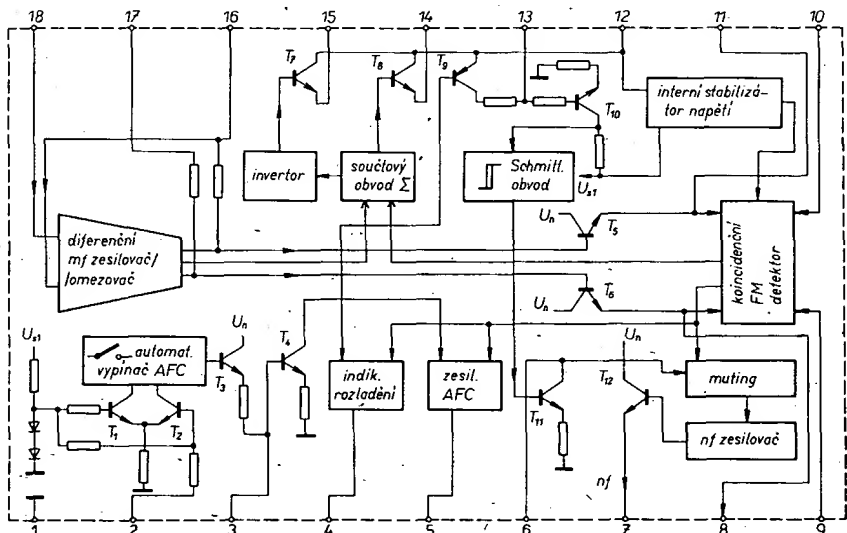 18 17 16 15 14 13 12 11 10
T7
T8
T9
T10
interní stabilizá-
tor napětí
invertor
součtový
obvod Σ
Schmitt.
obvod
Us1
diferenční
mf zesilovač/
/omezovač
Un
T5
Un
T6
koincidenční
FM
detektor
Us1
automat.
vypínač AFC
Un
T3
T4
T1
T2
indik.
rozladění
zesil.
AFC
T11
T12
Un
muting
nf zesilovač
nf
1 2 3 4 5 6 7 8 9